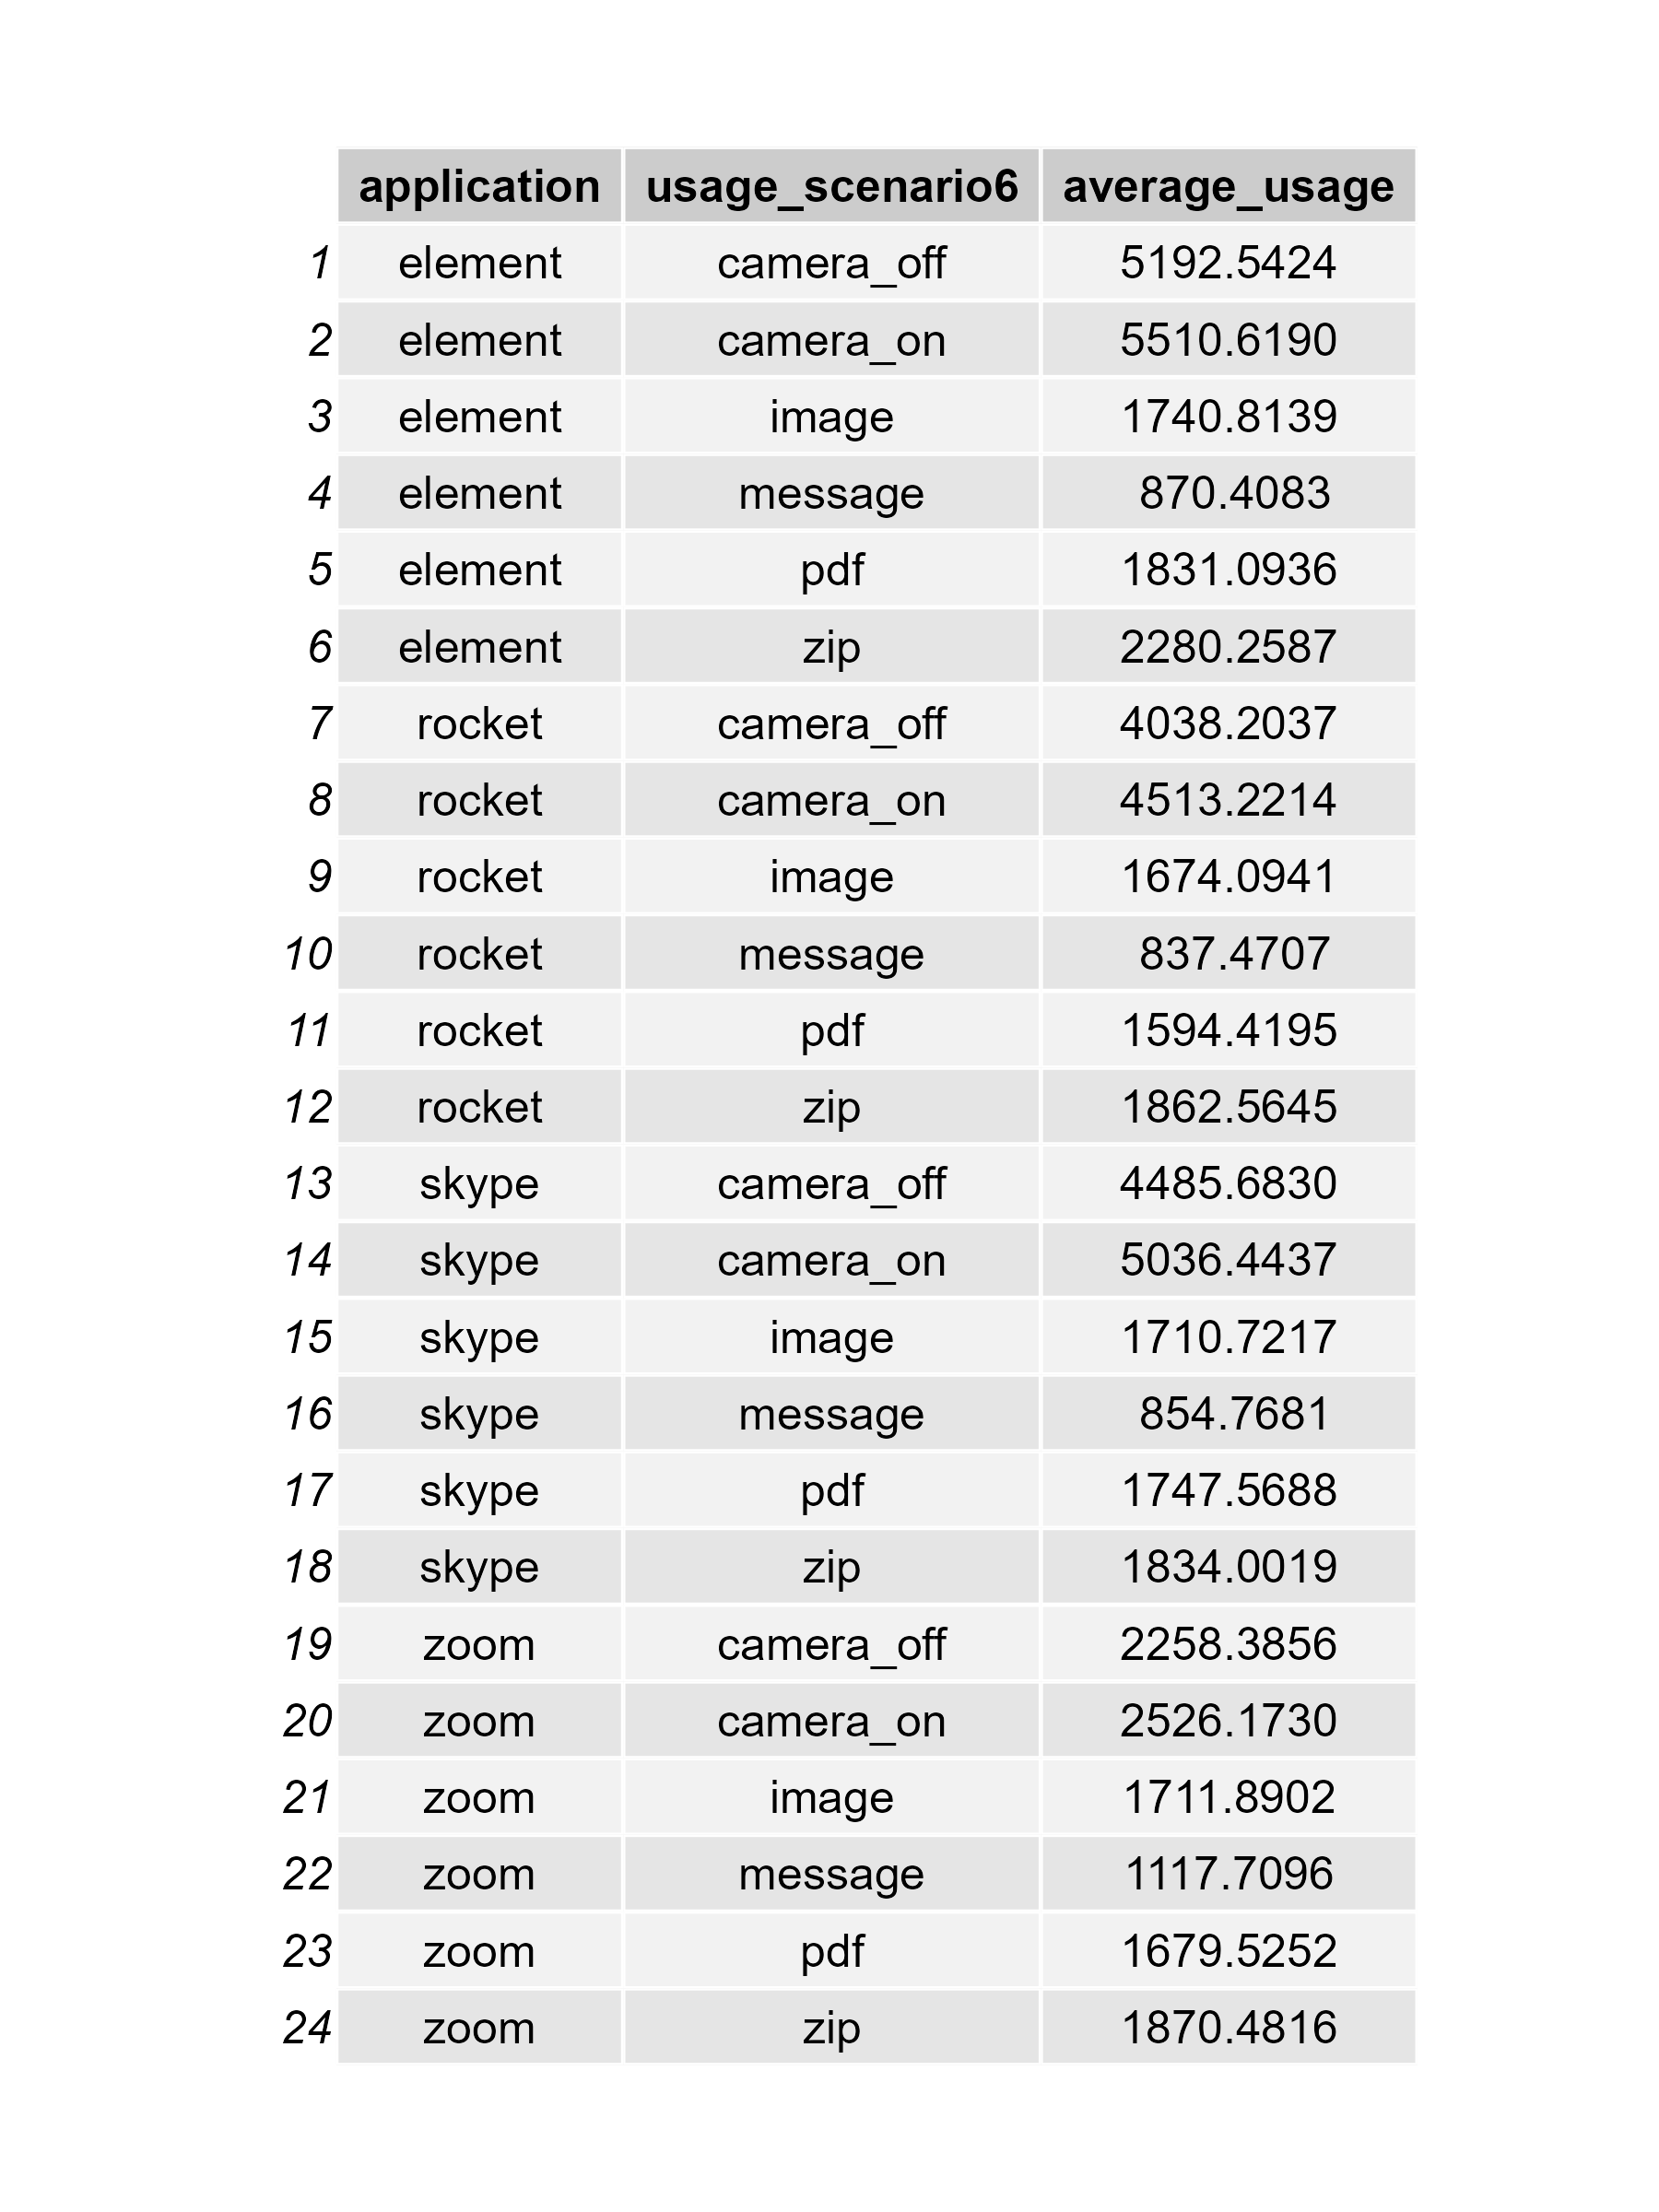 application usage_scenario6 average_usage
1 element camera_off 5192.5424
2 element camera_on 5510.6190
3 element image 1740.8139
4 element message 870.4083
5 element pdf 1831.0936
6 element zip 2280.2587
7 rocket camera_off 4038.2037
8 rocket camera_on 4513.2214
9 rocket image 1674.0941
10 rocket message 837.4707
11 rocket pdf 1594.4195
12 rocket zip 1862.5645
13 skype camera_off 4485.6830
14 skype camera_on 5036.4437
15 skype image 1710.7217
16 skype message 854.7681
17 skype pdf 1747.5688
18 skype zip 1834.0019
19 zoom camera_off 2258.3856
20 zoom camera_on 2526.1730
21 zoom image 1711.8902
22 zoom message 1117.7096
23 zoom pdf 1679.5252
24 zoom zip 1870.4816